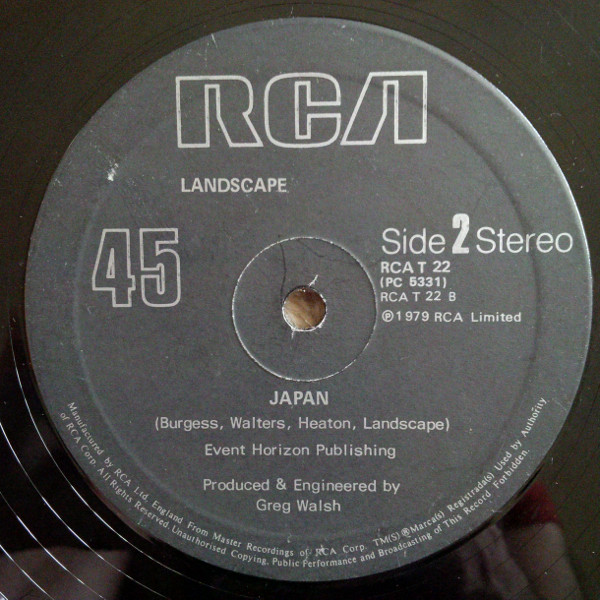 RCA
LANDSCAPE
45
Side 2 Stereo
RCA T 22
(PC 5331)
RCA T 22 B
℗1979 RCA Limited
JAPAN
(Burgess, Walters, Heaton, Landscape)
Event Horizon Publishing
Produced & Engineered by
Greg Walsh
Manufactured by RCA Ltd. England From Master Recordings of RCA Corp. TM(S)®Marca(s) Registrada(s) Used by Authority
of RCA Corp. All Rights Reserved. Unauthorised Copying, Public Performance and Broadcasting of This Record Forbidden.